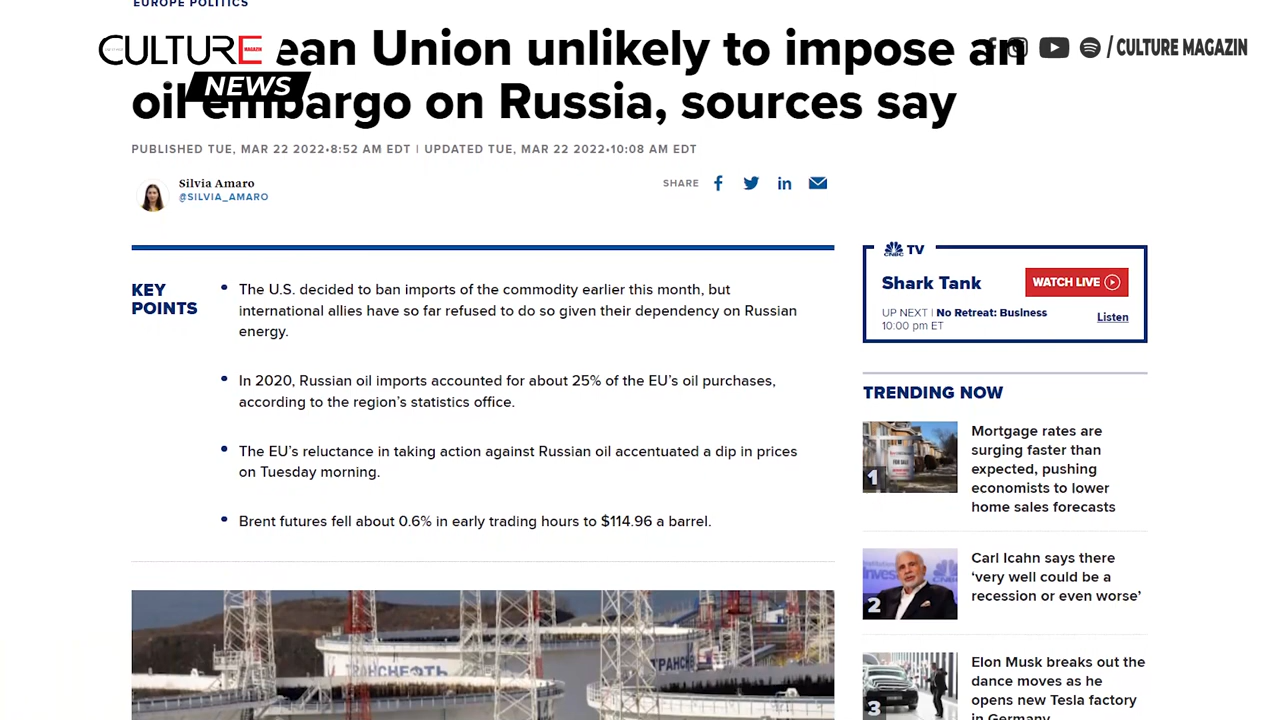 EUROPE POLITICS
CULTURE
MAGAZIN
NEWS
/ CULTURE MAGAZIN
ean Union unlikely to impose an
oil embargo on Russia, sources say
PUBLISHED TUE, MAR 22 2022•8:52 AM EDT | UPDATED TUE, MAR 22 2022•10:08 AM EDT
Silvia Amaro
@SILVIA_AMARO
SHARE
KEY
POINTS
• The U.S. decided to ban imports of the commodity earlier this month, but
international allies have so far refused to do so given their dependency on Russian
energy.
• In 2020, Russian oil imports accounted for about 25% of the EU’s oil purchases,
according to the region’s statistics office.
• The EU’s reluctance in taking action against Russian oil accentuated a dip in prices
on Tuesday morning.
• Brent futures fell about 0.6% in early trading hours to $114.96 a barrel.
ТРАНСНЕФТЬ
CNBC TV
Shark Tank
WATCH LIVE
UP NEXT | No Retreat: Business
10:00 pm ET
Listen
TRENDING NOW
1
FOR SALE
Mortgage rates are
surging faster than
expected, pushing
economists to lower
home sales forecasts
2
Carl Icahn says there
‘very well could be a
recession or even worse’
3
Elon Musk breaks out the
dance moves as he
opens new Tesla factory
in Germany